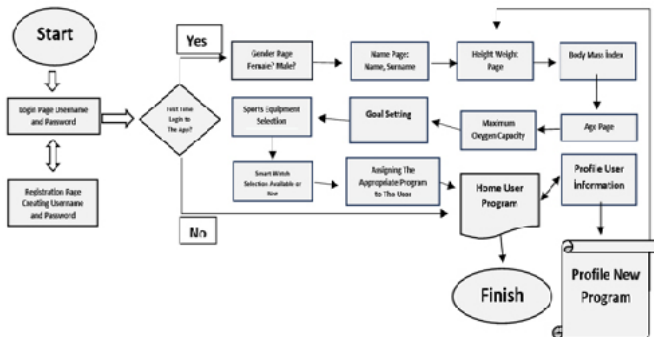 Start
Yes
Gender Page
Female? Male?
Name Page:
Name, Surname
Height Weight
Page
Body Mass Index
Login Page Username
and Password
First Time
Login to
The App?
Sports Equipment
Selection
Goal Setting
Maximum
Oxygen Capacity
Age Page
Registration Page
Creating Username
and Password
Smart Watch
Selection Available or
Assigning The
Appropriate Program
to The User
Home User
Program
Profile User
Information
No
Finish
Profile New
Program